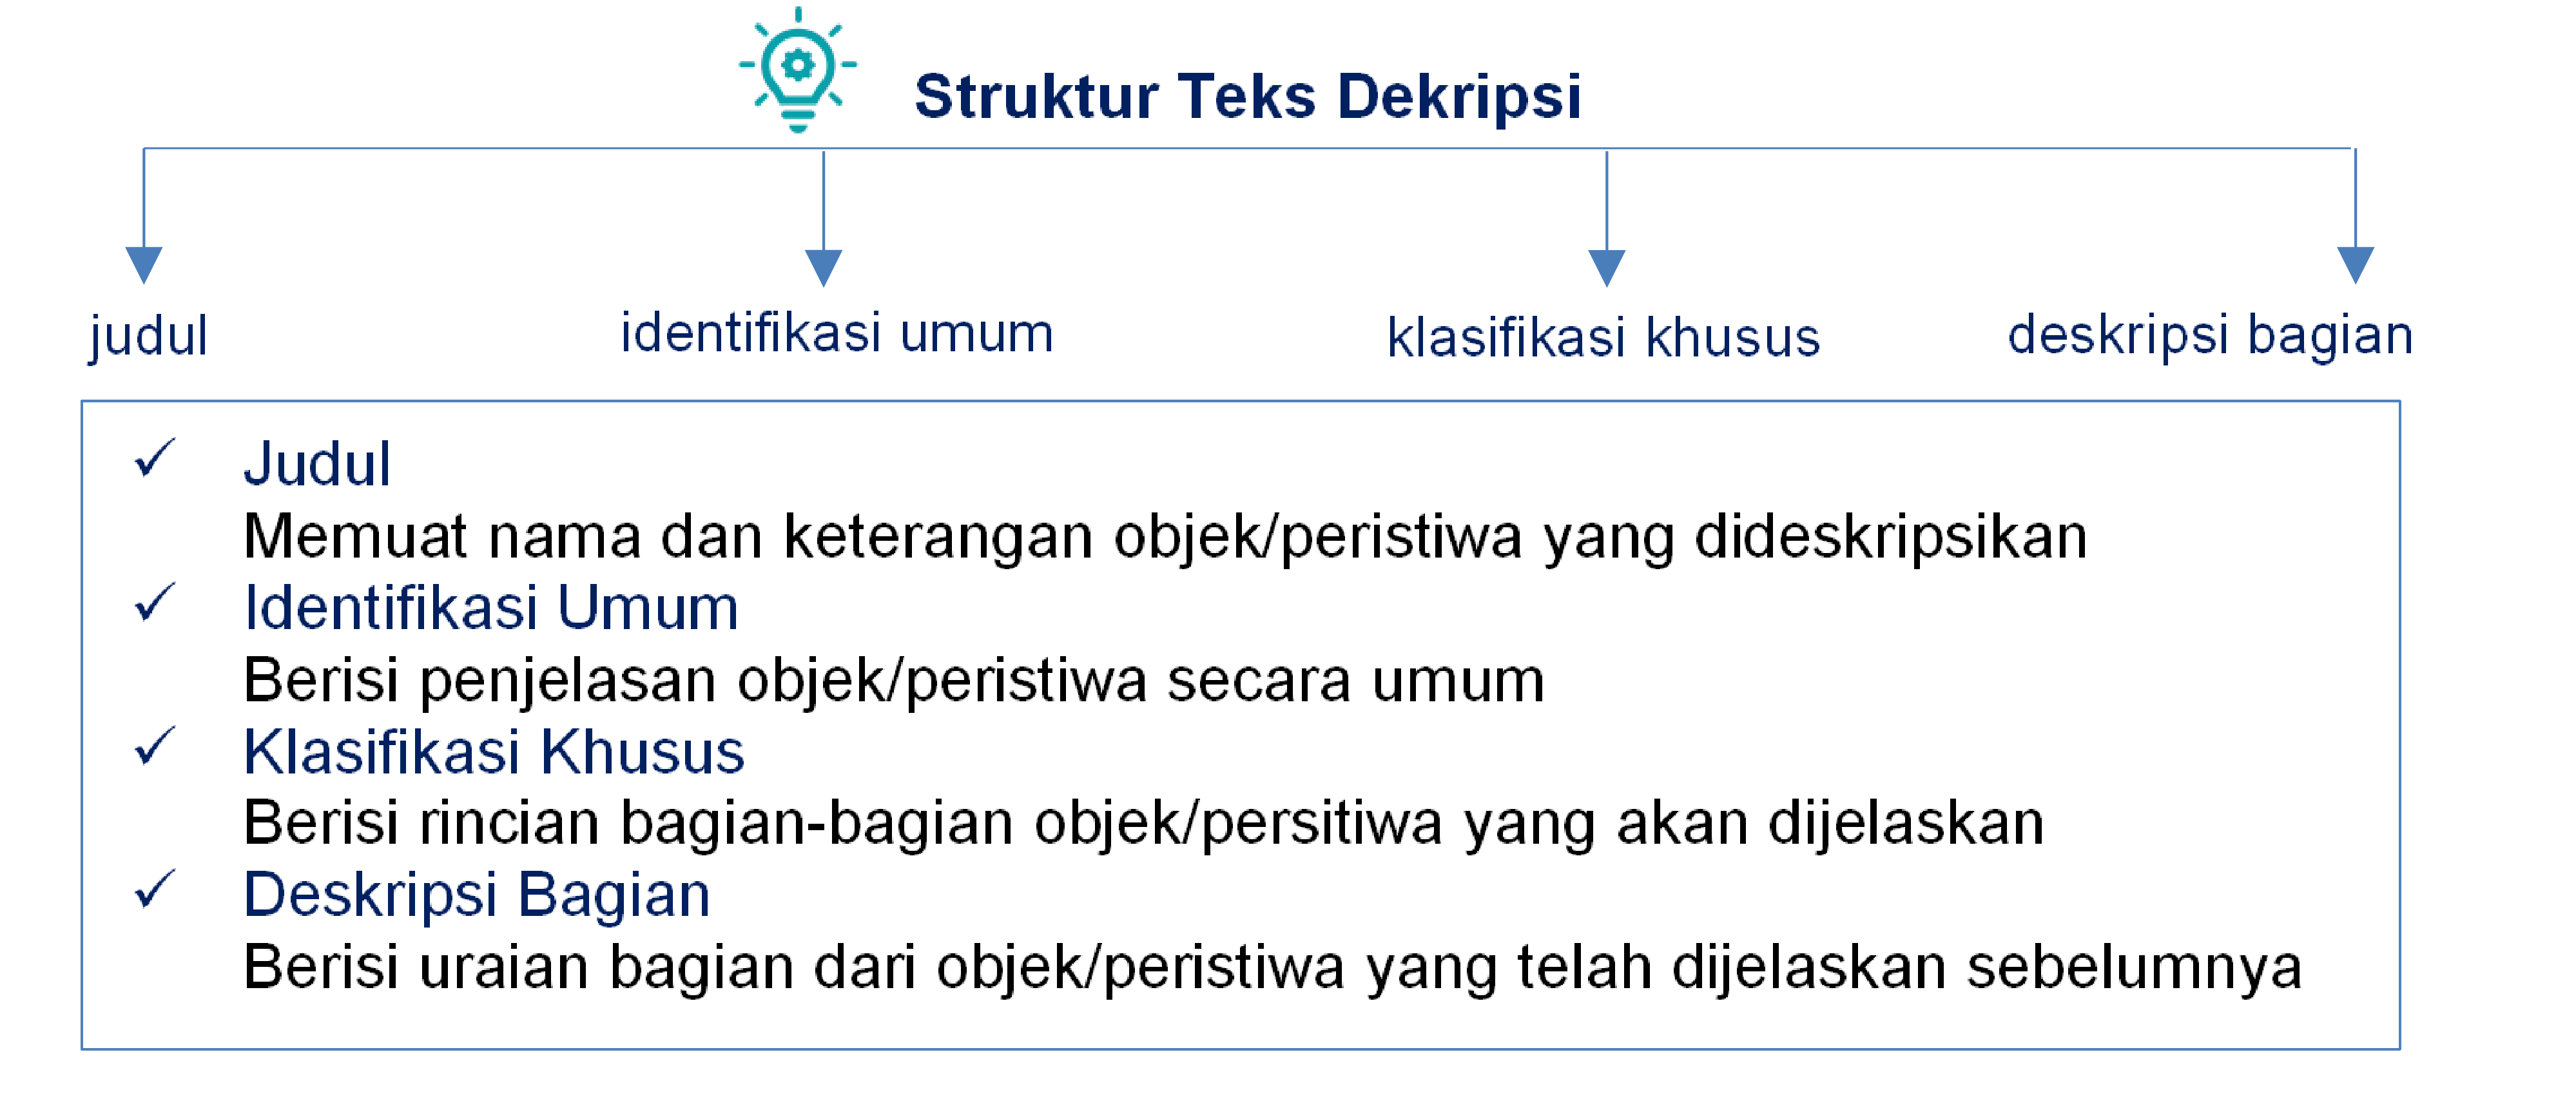 Struktur Teks Dekripsi
judul
identifikasi umum
klasifikasi khusus
deskripsi bagian
Judul
Memuat nama dan keterangan objek/peristiwa yang dideskripsikan
Identifikasi Umum
Berisi penjelasan objek/peristiwa secara umum
Klasifikasi Khusus
Berisi rincian bagian-bagian objek/persitiwa yang akan dijelaskan
Deskripsi Bagian
Berisi uraian bagian dari objek/peristiwa yang telah dijelaskan sebelumnya